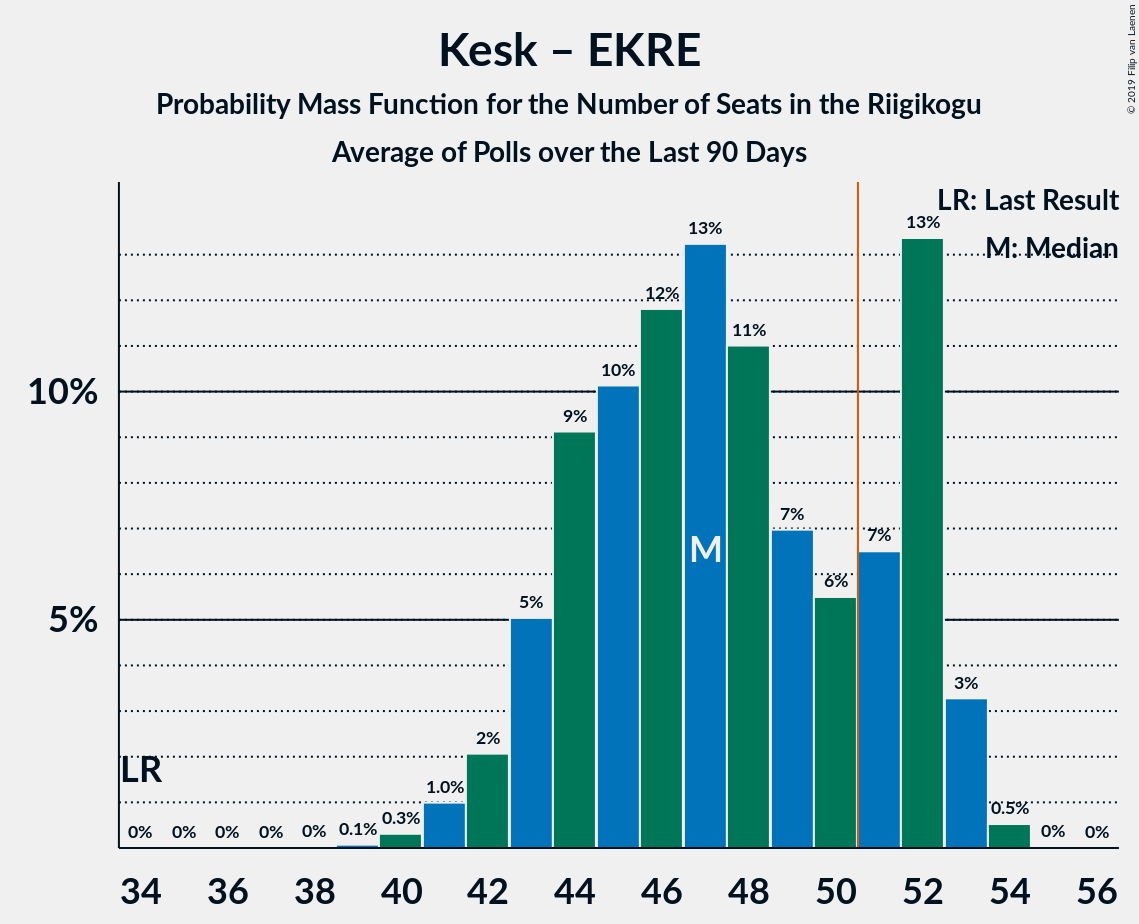 Kesk – EKRE
Probability Mass Function for the Number of Seats in the Riigikogu
Average of Polls over the Last 90 Days
© 2019 Filip van Laenen
LR: Last Result
M: Median
10%
5%
LR
M
0%
0%
0%
0%
0%
0.1%
0.3%
1.0%
2%
5%
9%
10%
12%
13%
11%
7%
6%
7%
13%
3%
0.5%
0%
0%
34 36 38 40 42 44 46 48 50 52 54 56